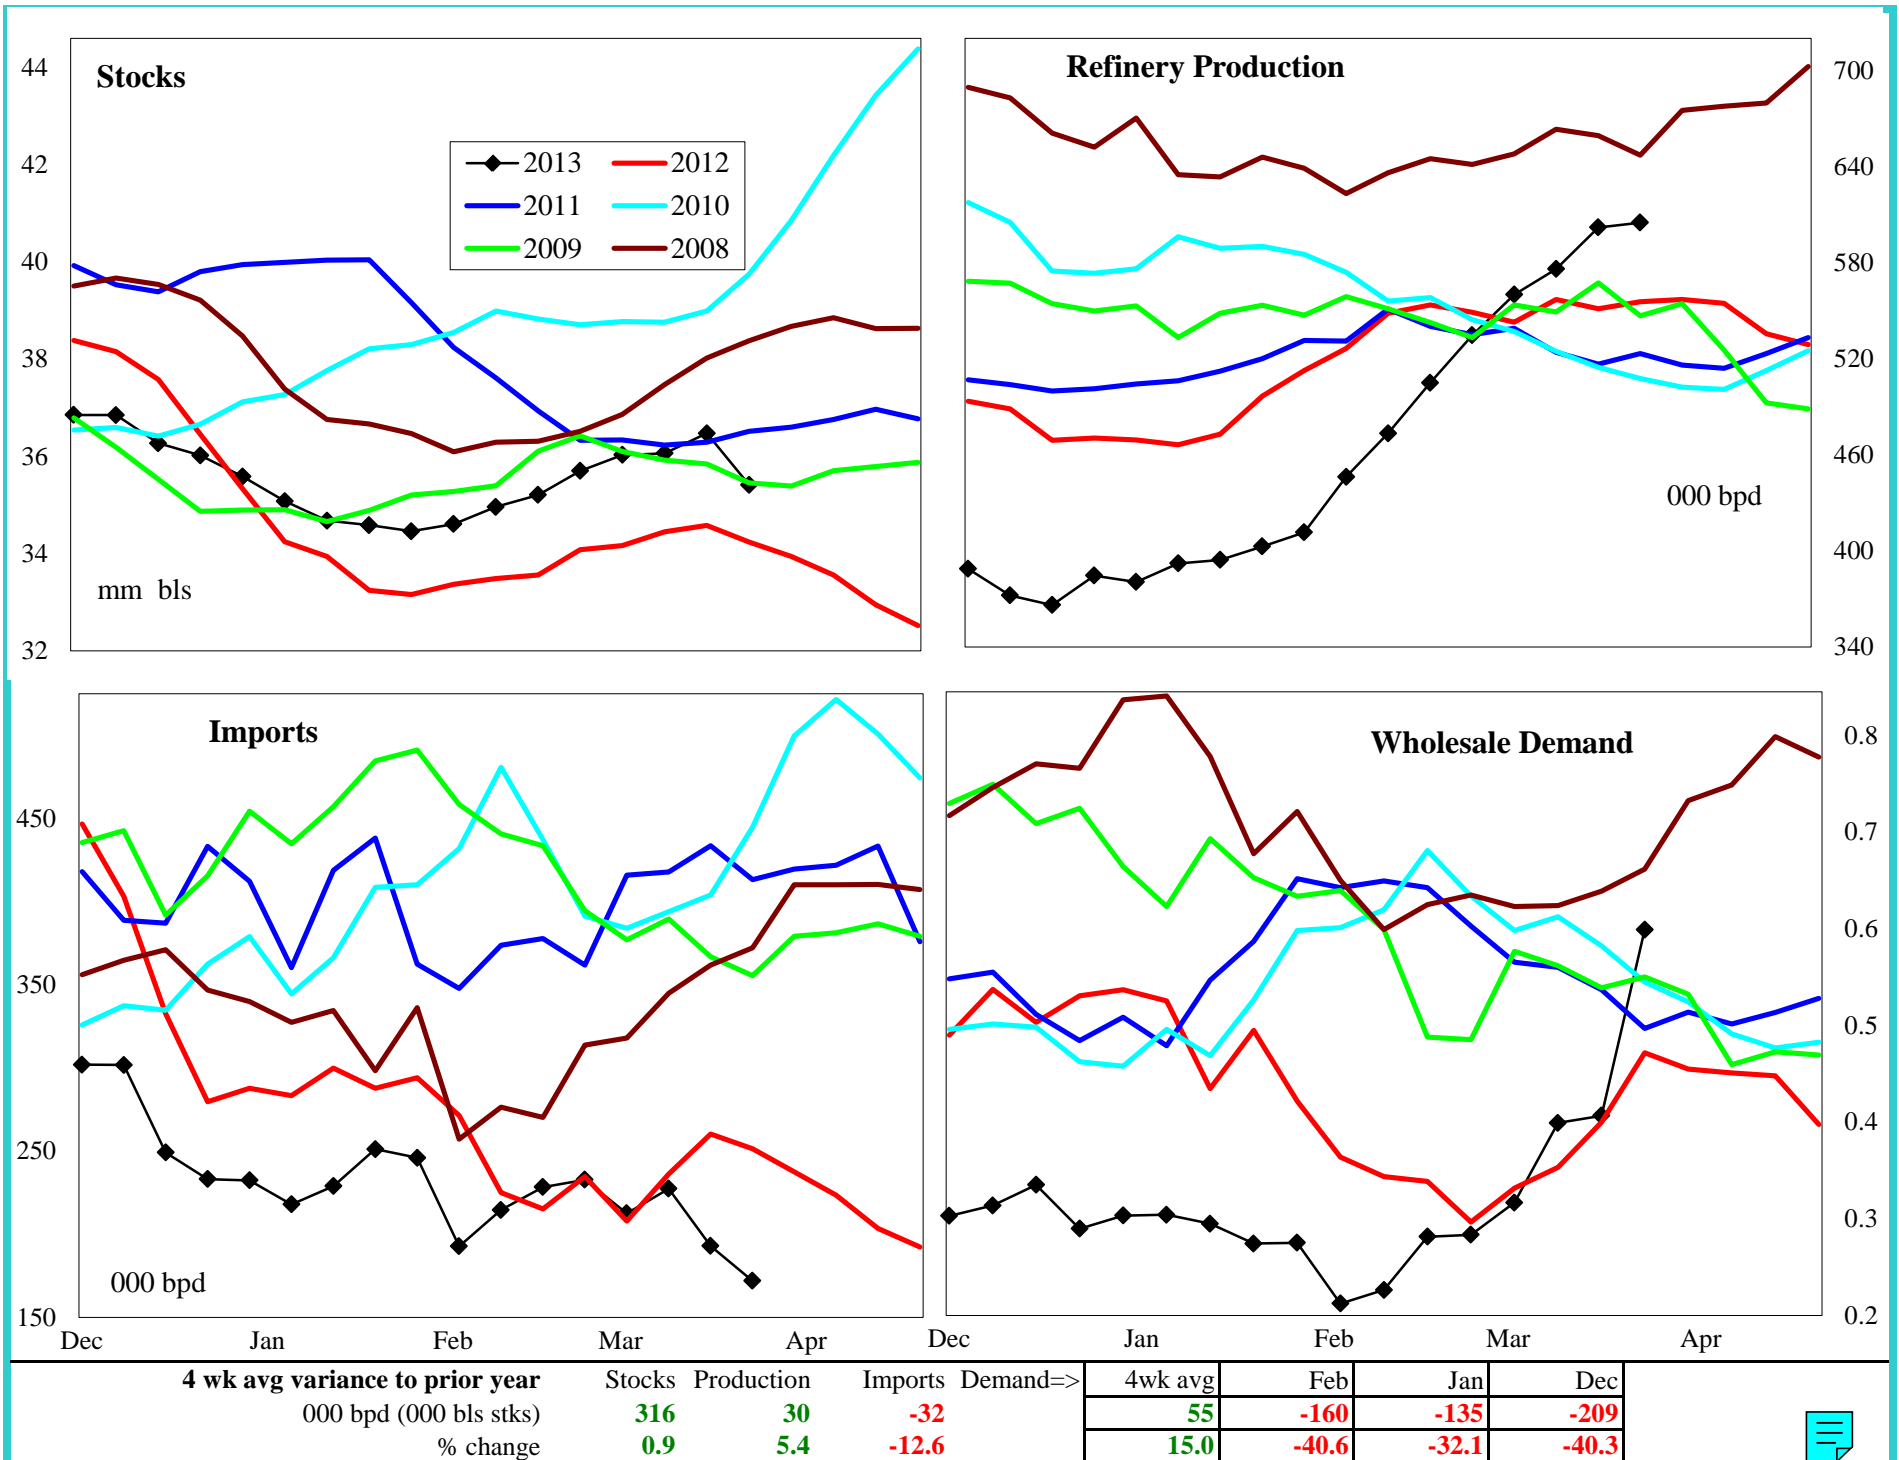 Stocks
44
42
40
38
36
34
32
2013
2012
2011
2010
2009
2008
mm bls
Refinery Production
700
640
580
520
460
400
340
000 bpd
Imports
450
350
250
150
000 bpd
Dec Jan Feb Mar Apr
Wholesale Demand
0.8
0.7
0.6
0.5
0.4
0.3
0.2
Dec Jan Feb Mar Apr
4 wk avg variance to prior year Stocks Production Imports Demand=> 4wk avg Feb Jan Dec
000 bpd (000 bls stks) 316 30 -32 55 -160 -135 -209
% change 0.9 5.4 -12.6 15.0 -40.6 -32.1 -40.3